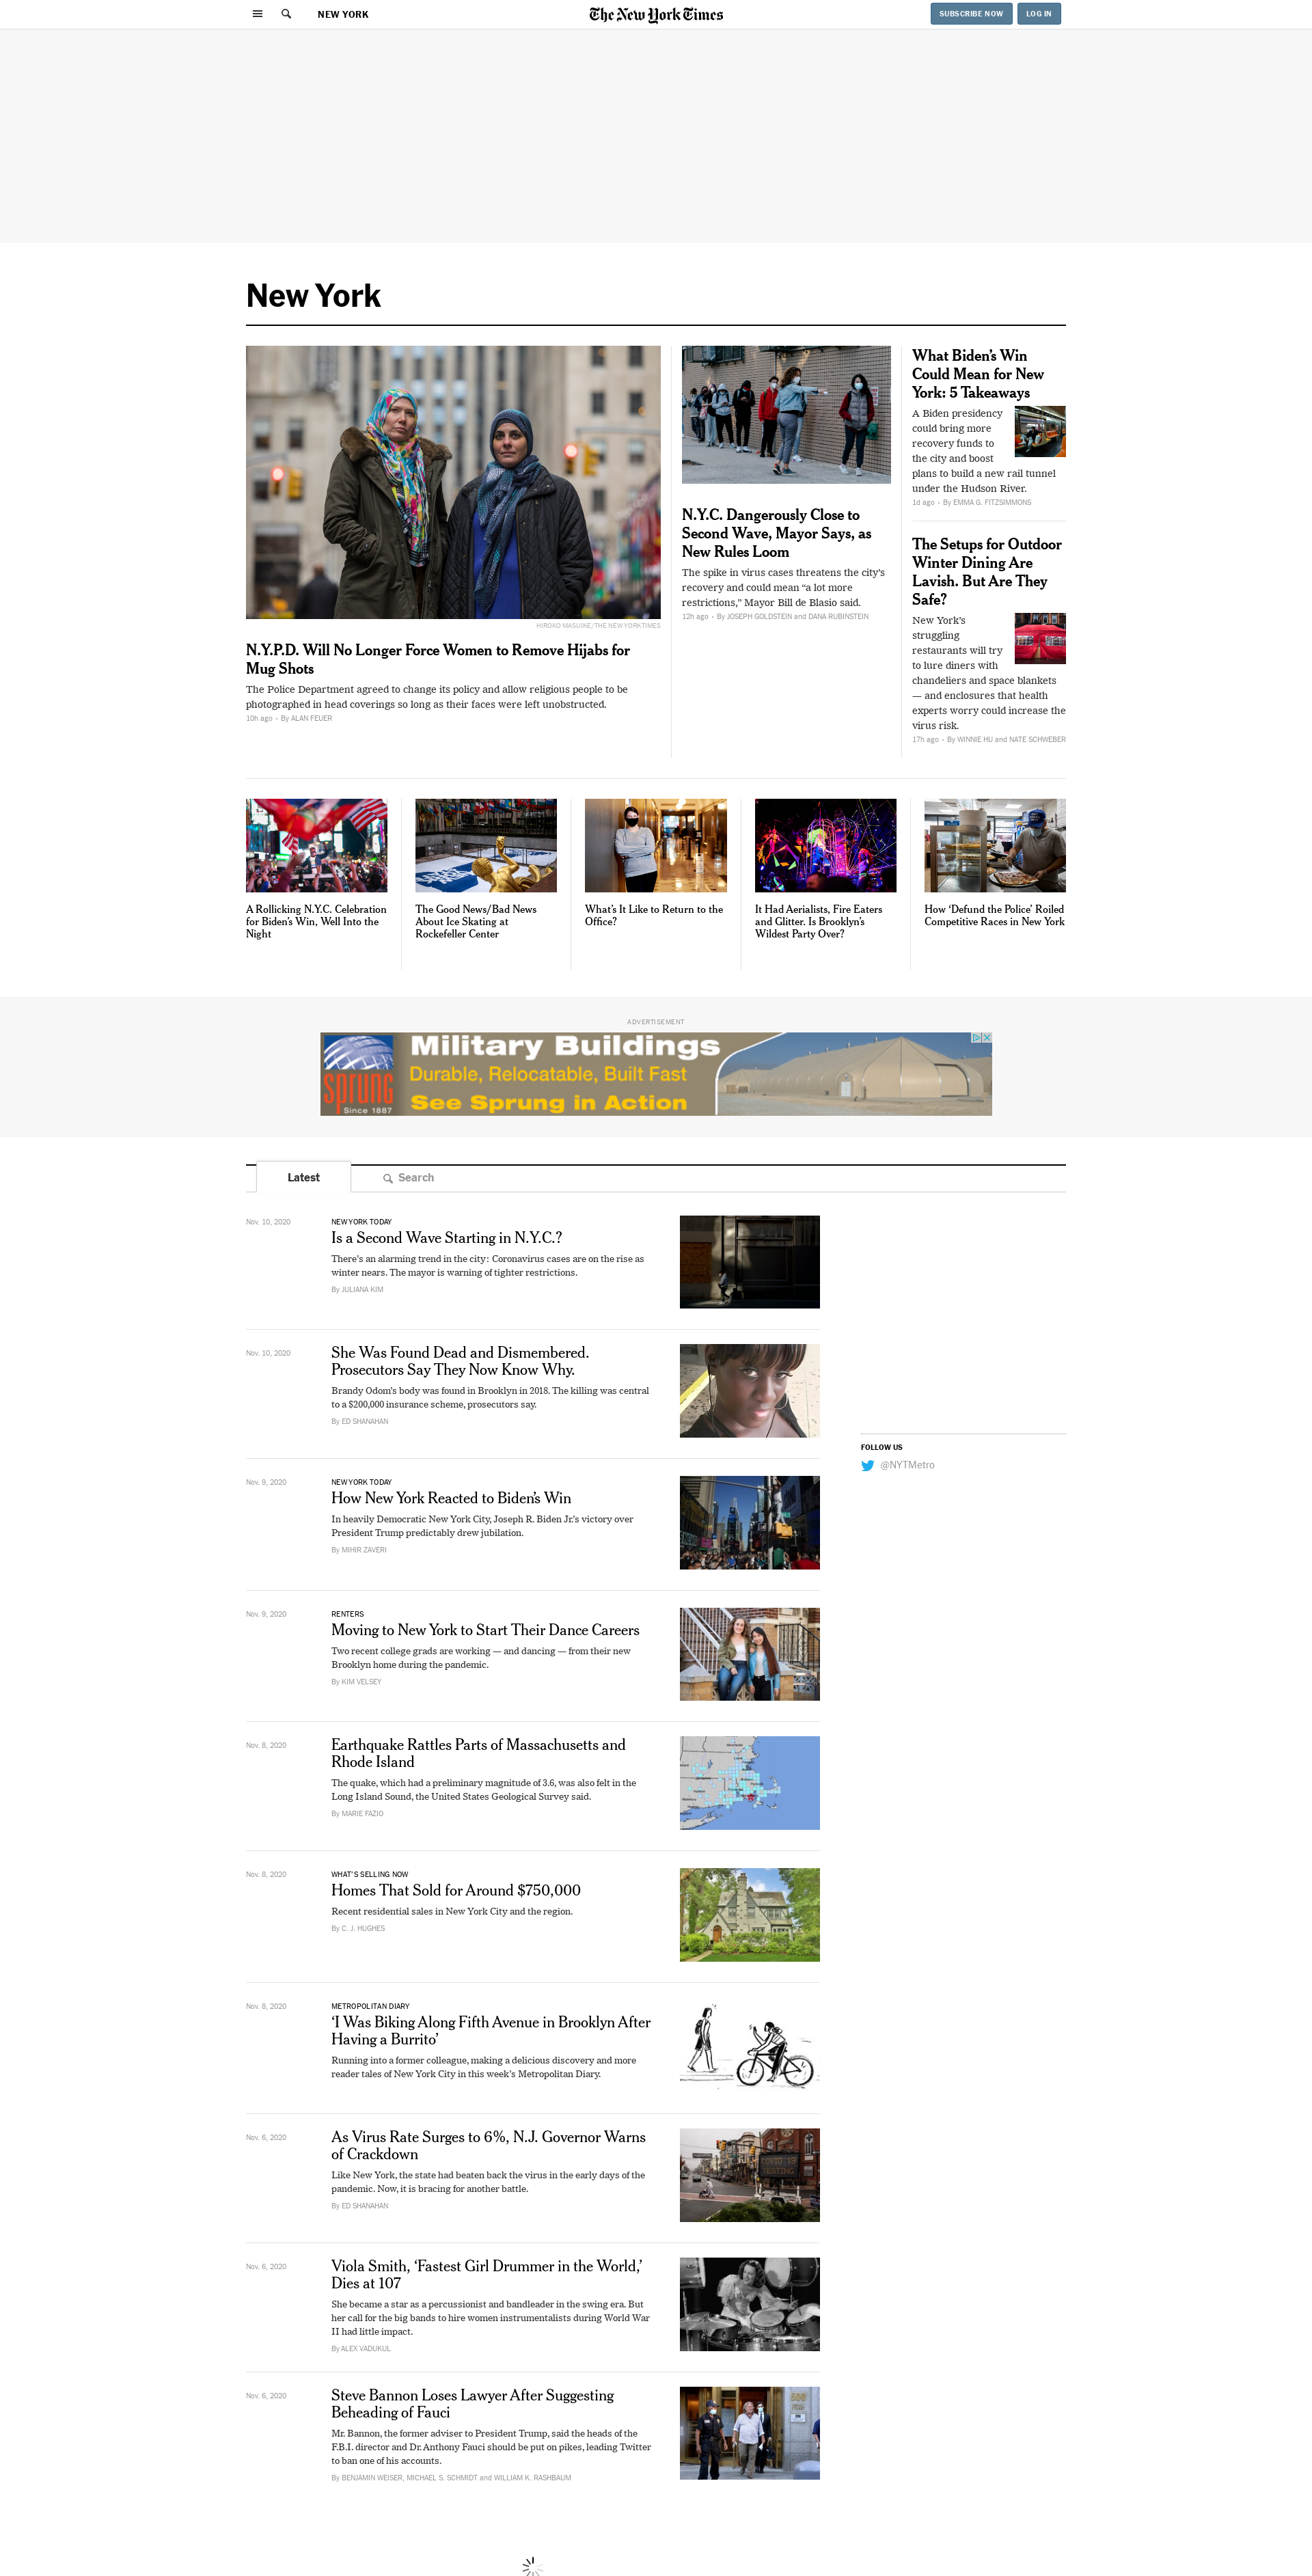 NEW YORK
The New York Times
SUBSCRIBE NOW
LOG IN
New York
HIROKO MASUIKE/THE NEW YORK TIMES
N.Y.P.D. Will No Longer Force Women to Remove Hijabs for
Mug Shots
The Police Department agreed to change its policy and allow religious people to be
photographed in head coverings so long as their faces were left unobstructed.
10h ago • By ALAN FEUER
N.Y.C. Dangerously Close to
Second Wave, Mayor Says, as
New Rules Loom
The spike in virus cases threatens the city's
recovery and could mean “a lot more
restrictions,” Mayor Bill de Blasio said.
12h ago • By JOSEPH GOLDSTEIN and DANA RUBINSTEIN
What Biden’s Win
Could Mean for New
York: 5 Takeaways
A Biden presidency
could bring more
recovery funds to
the city and boost
plans to build a new rail tunnel
under the Hudson River.
1d ago • By EMMA G. FITZSIMMONS
The Setups for Outdoor
Winter Dining Are
Lavish. But Are They
Safe?
New York’s
struggling
restaurants will try
to lure diners with
chandeliers and space blankets
— and enclosures that health
experts worry could increase the
virus risk.
17h ago • By WINNIE HU and NATE SCHWEBER
A Rollicking N.Y.C. Celebration
for Biden’s Win, Well Into the
Night
The Good News/Bad News
About Ice Skating at
Rockefeller Center
What’s It Like to Return to the
Office?
It Had Aerialists, Fire Eaters
and Glitter. Is Brooklyn’s
Wildest Party Over?
How ‘Defund the Police’ Roiled
Competitive Races in New York
ADVERTISEMENT
SPRUNG
Since 1887
Military Buildings
Durable, Relocatable, Built Fast
See Sprung in Action
Latest
Search
Nov. 10, 2020
NEW YORK TODAY
Is a Second Wave Starting in N.Y.C.?
There’s an alarming trend in the city: Coronavirus cases are on the rise as
winter nears. The mayor is warning of tighter restrictions.
By JULIANA KIM
Nov. 10, 2020
She Was Found Dead and Dismembered.
Prosecutors Say They Now Know Why.
Brandy Odom’s body was found in Brooklyn in 2018. The killing was central
to a $200,000 insurance scheme, prosecutors say.
By ED SHANAHAN
FOLLOW US
@NYTMetro
Nov. 9, 2020
NEW YORK TODAY
How New York Reacted to Biden’s Win
In heavily Democratic New York City, Joseph R. Biden Jr.’s victory over
President Trump predictably drew jubilation.
By MIHIR ZAVERI
Nov. 9, 2020
RENTERS
Moving to New York to Start Their Dance Careers
Two recent college grads are working — and dancing — from their new
Brooklyn home during the pandemic.
By KIM VELSEY
Nov. 8, 2020
Earthquake Rattles Parts of Massachusetts and
Rhode Island
The quake, which had a preliminary magnitude of 3.6, was also felt in the
Long Island Sound, the United States Geological Survey said.
By MARIE FAZIO
Nov. 8, 2020
WHAT’S SELLING NOW
Homes That Sold for Around $750,000
Recent residential sales in New York City and the region.
By C. J. HUGHES
Nov. 8, 2020
METROPOLITAN DIARY
‘I Was Biking Along Fifth Avenue in Brooklyn After
Having a Burrito’
Running into a former colleague, making a delicious discovery and more
reader tales of New York City in this week’s Metropolitan Diary.
Nov. 6, 2020
As Virus Rate Surges to 6%, N.J. Governor Warns
of Crackdown
Like New York, the state had beaten back the virus in the early days of the
pandemic. Now, it is bracing for another battle.
By ED SHANAHAN
COVID 19
TESTING
Nov. 6, 2020
Viola Smith, ‘Fastest Girl Drummer in the World,’
Dies at 107
She became a star as a percussionist and bandleader in the swing era. But
her call for the big bands to hire women instrumentalists during World War
II had little impact.
By ALEX VADUKUL
Nov. 6, 2020
Steve Bannon Loses Lawyer After Suggesting
Beheading of Fauci
Mr. Bannon, the former adviser to President Trump, said the heads of the
F.B.I. director and Dr. Anthony Fauci should be put on pikes, leading Twitter
to ban one of his accounts.
By BENJAMIN WEISER, MICHAEL S. SCHMIDT and WILLIAM K. RASHBAUM